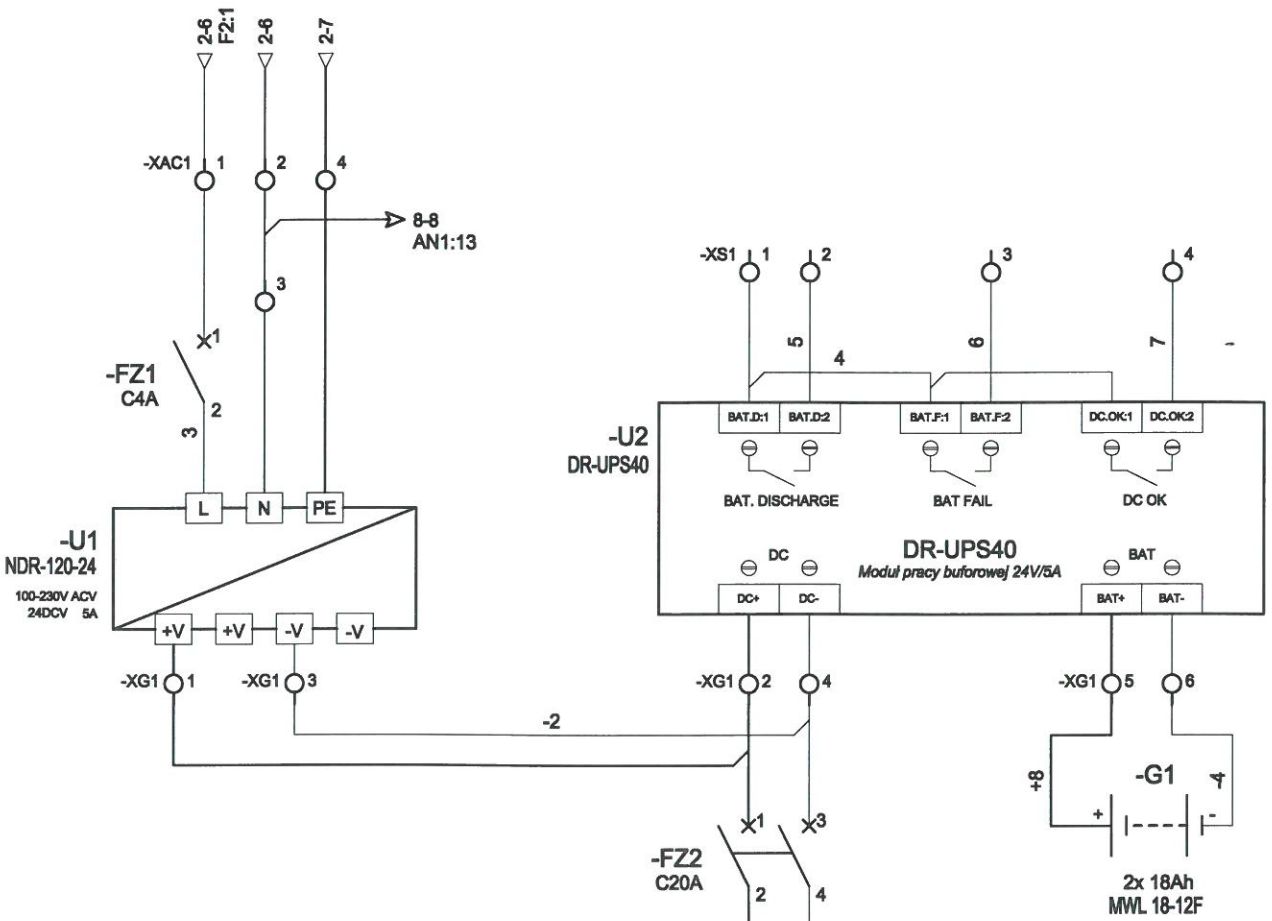 2-6
F2:1
2-6
2-7
-XAC1 1
2
4
8-8
AN1:13
3
1
-FZ1
C4A
2
3
L N PE
-U1
NDR-120-24
100-230V ACV
24DCV 5A
+V +V -V -V
-XG1 1
-XG1 3
-2
-XS1 1
2
3
4
5
4
6
7
-U2
DR-UPS40
BAT.D:1 BAT.D:2 BAT.F:1 BAT.F:2 DC.OK:1 DC.OK:2
BAT. DISCHARGE BAT FAIL DC OK
DC DR-UPS40 BAT
Moduł pracy buforowej 24V/5A
DC+ DC- BAT+ BAT-
-XG1 2 4
-XG1 5 6
+8
-G1
-4
+ -
1 3
-FZ2
C20A
2 4
2x 18Ah
MWL 18-12F